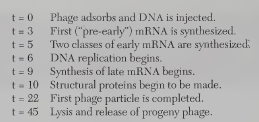 t = 0 Phage adsorbs and DNA is injected.
t = 3 First ("pre-early") mRNA is synthesized.
t = 5 Two classes of early mRNA are synthesized.
t = 6 DNA replication begins.
t = 9 Synthesis of late mRNA begins.
t = 10 Structural proteins begin to be made.
t = 22 First phage particle is completed.
t = 45 Lysis and release of progeny phage.